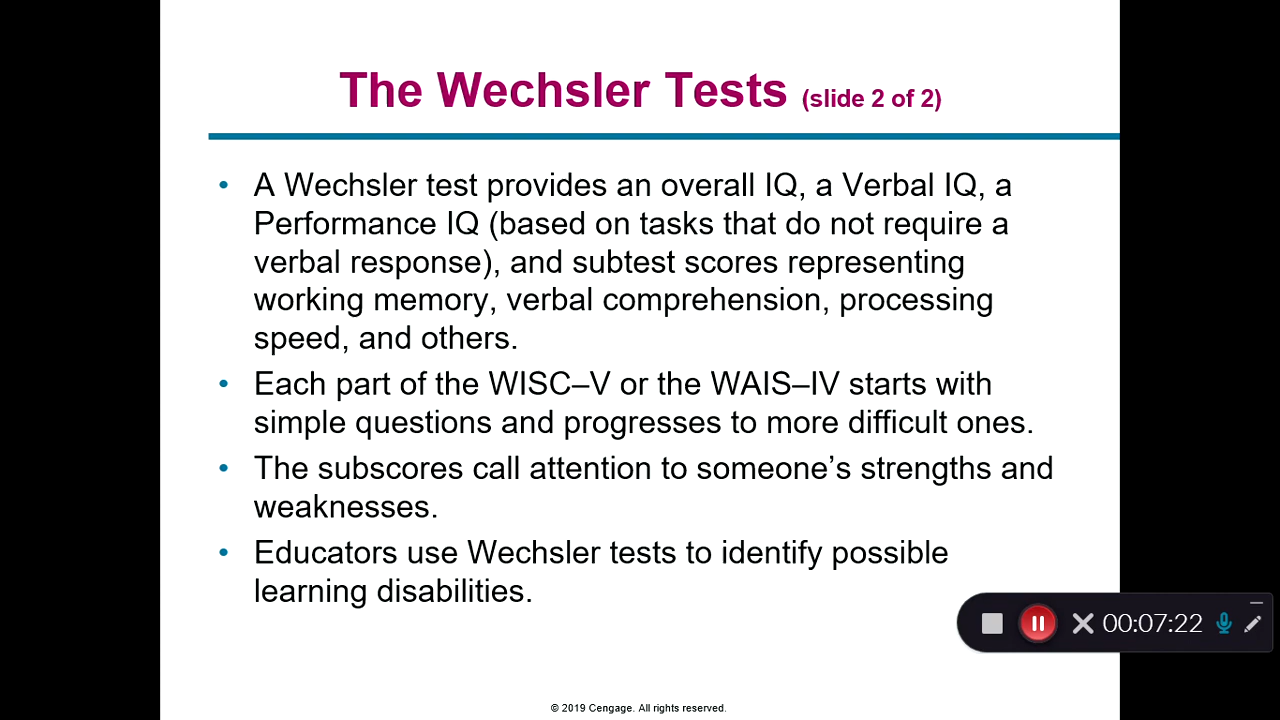 The Wechsler Tests (slide 2 of 2)
• A Wechsler test provides an overall IQ, a Verbal IQ, a
Performance IQ (based on tasks that do not require a
verbal response), and subtest scores representing
working memory, verbal comprehension, processing
speed, and others.
• Each part of the WISC–V or the WAIS–IV starts with
simple questions and progresses to more difficult ones.
• The subscores call attention to someone’s strengths and
weaknesses.
• Educators use Wechsler tests to identify possible
learning disabilities.
00:07:22
© 2019 Cengage. All rights reserved.